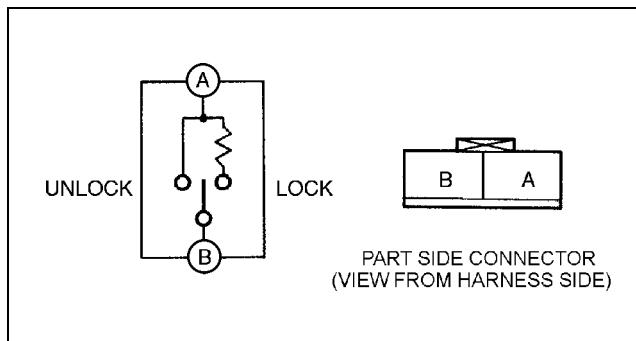 A
UNLOCK
LOCK
B
B A
PART SIDE CONNECTOR
(VIEW FROM HARNESS SIDE)